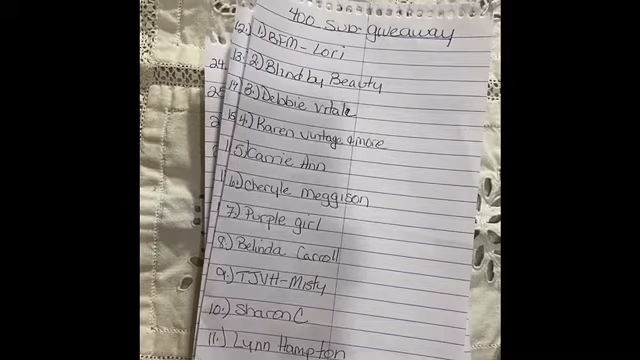 400 Sub-giveaway
12.) 1.) BFM-Lori
13. 2.) Blind by Beauty
24. 14. 3.) Debbie Vitale
25. 15. 4.) Karen vintage & more
5.) Carrie Ann
6.) Cheryle Meggison
7.) Purple girl
8.) Belinda Carroll
9.) TJVH-Misty
10.) Sharon C
11.) Lynn Hampton